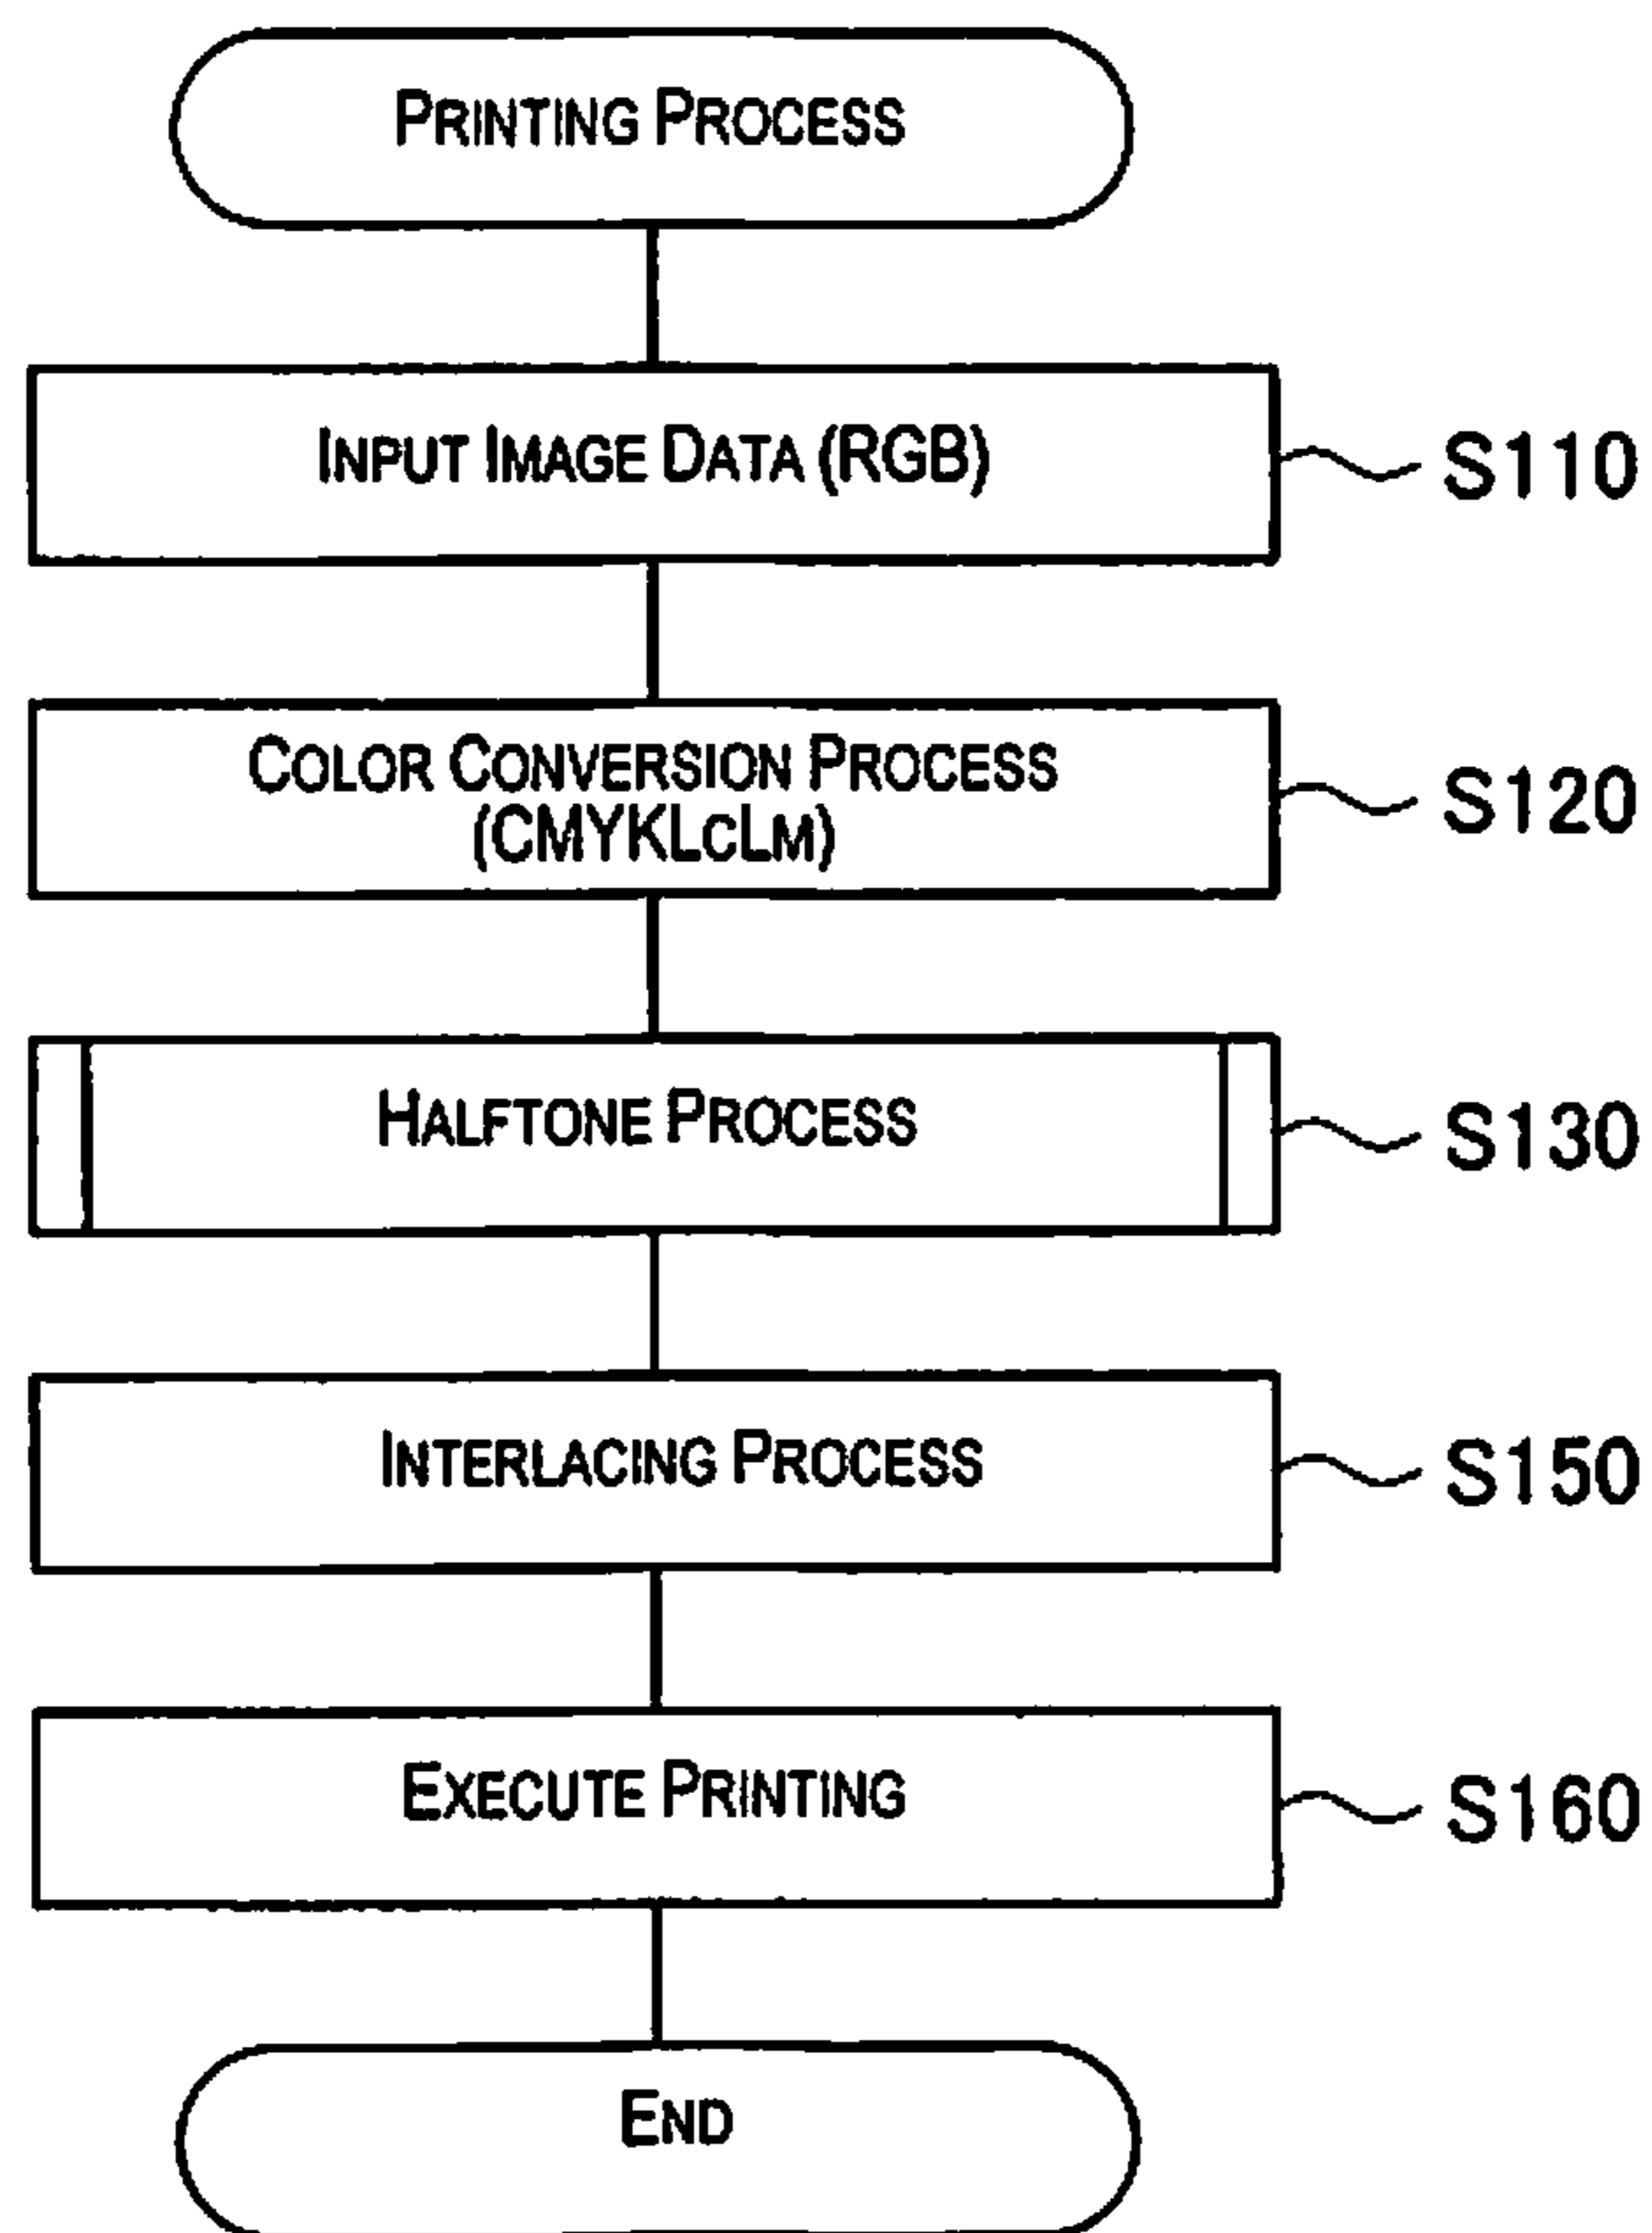 PRINTING PROCESS
INPUT IMAGE DATA (RGB)
S110
COLOR CONVERSION PROCESS
(CMYKLCLM)
S120
HALFTONE PROCESS
S130
INTERLACING PROCESS
S150
EXECUTE PRINTING
S160
END